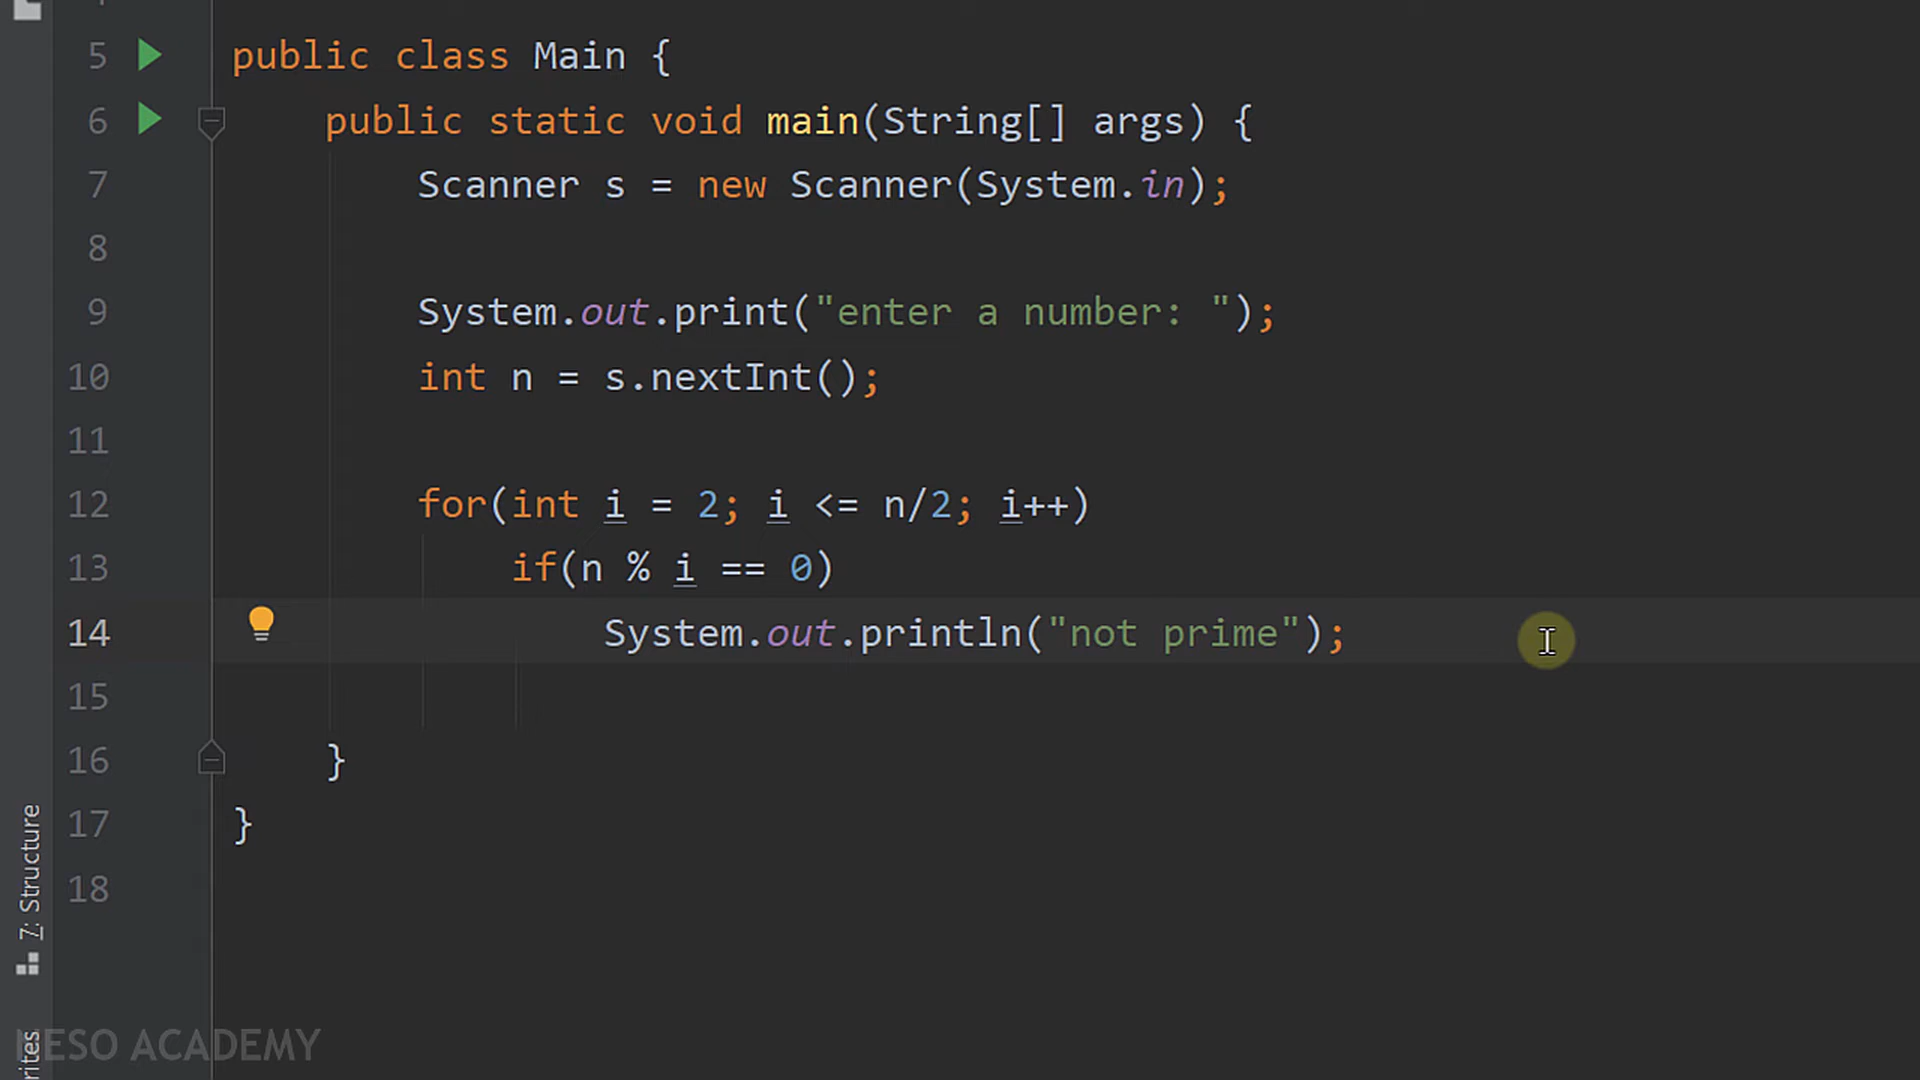 5 public class Main {
6 public static void main(String[] args) {
7 Scanner s = new Scanner(System.in);
8
9 System.out.print("enter a number: ");
10 int n = s.nextInt();
11
12 for(int i = 2; i <= n/2; i++)
13 if(n % i == 0)
14 System.out.println("not prime");
15
16 }
17 }
18
7: Structure
NESO ACADEMY